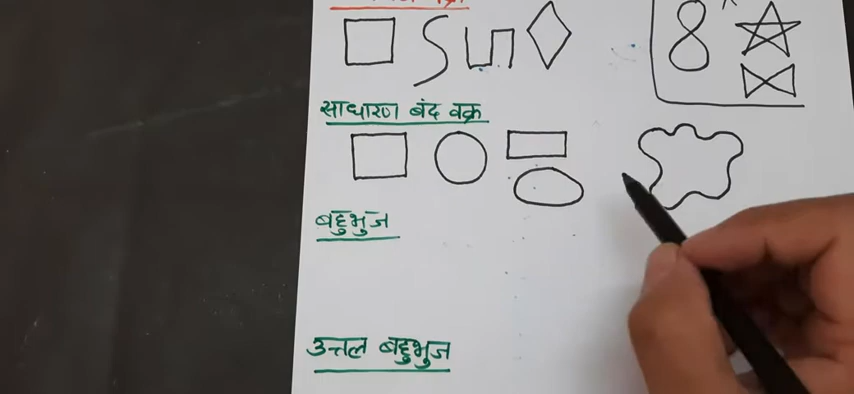 साधारण बंद वक्र
बहुभुज
उत्तल बहुभुज